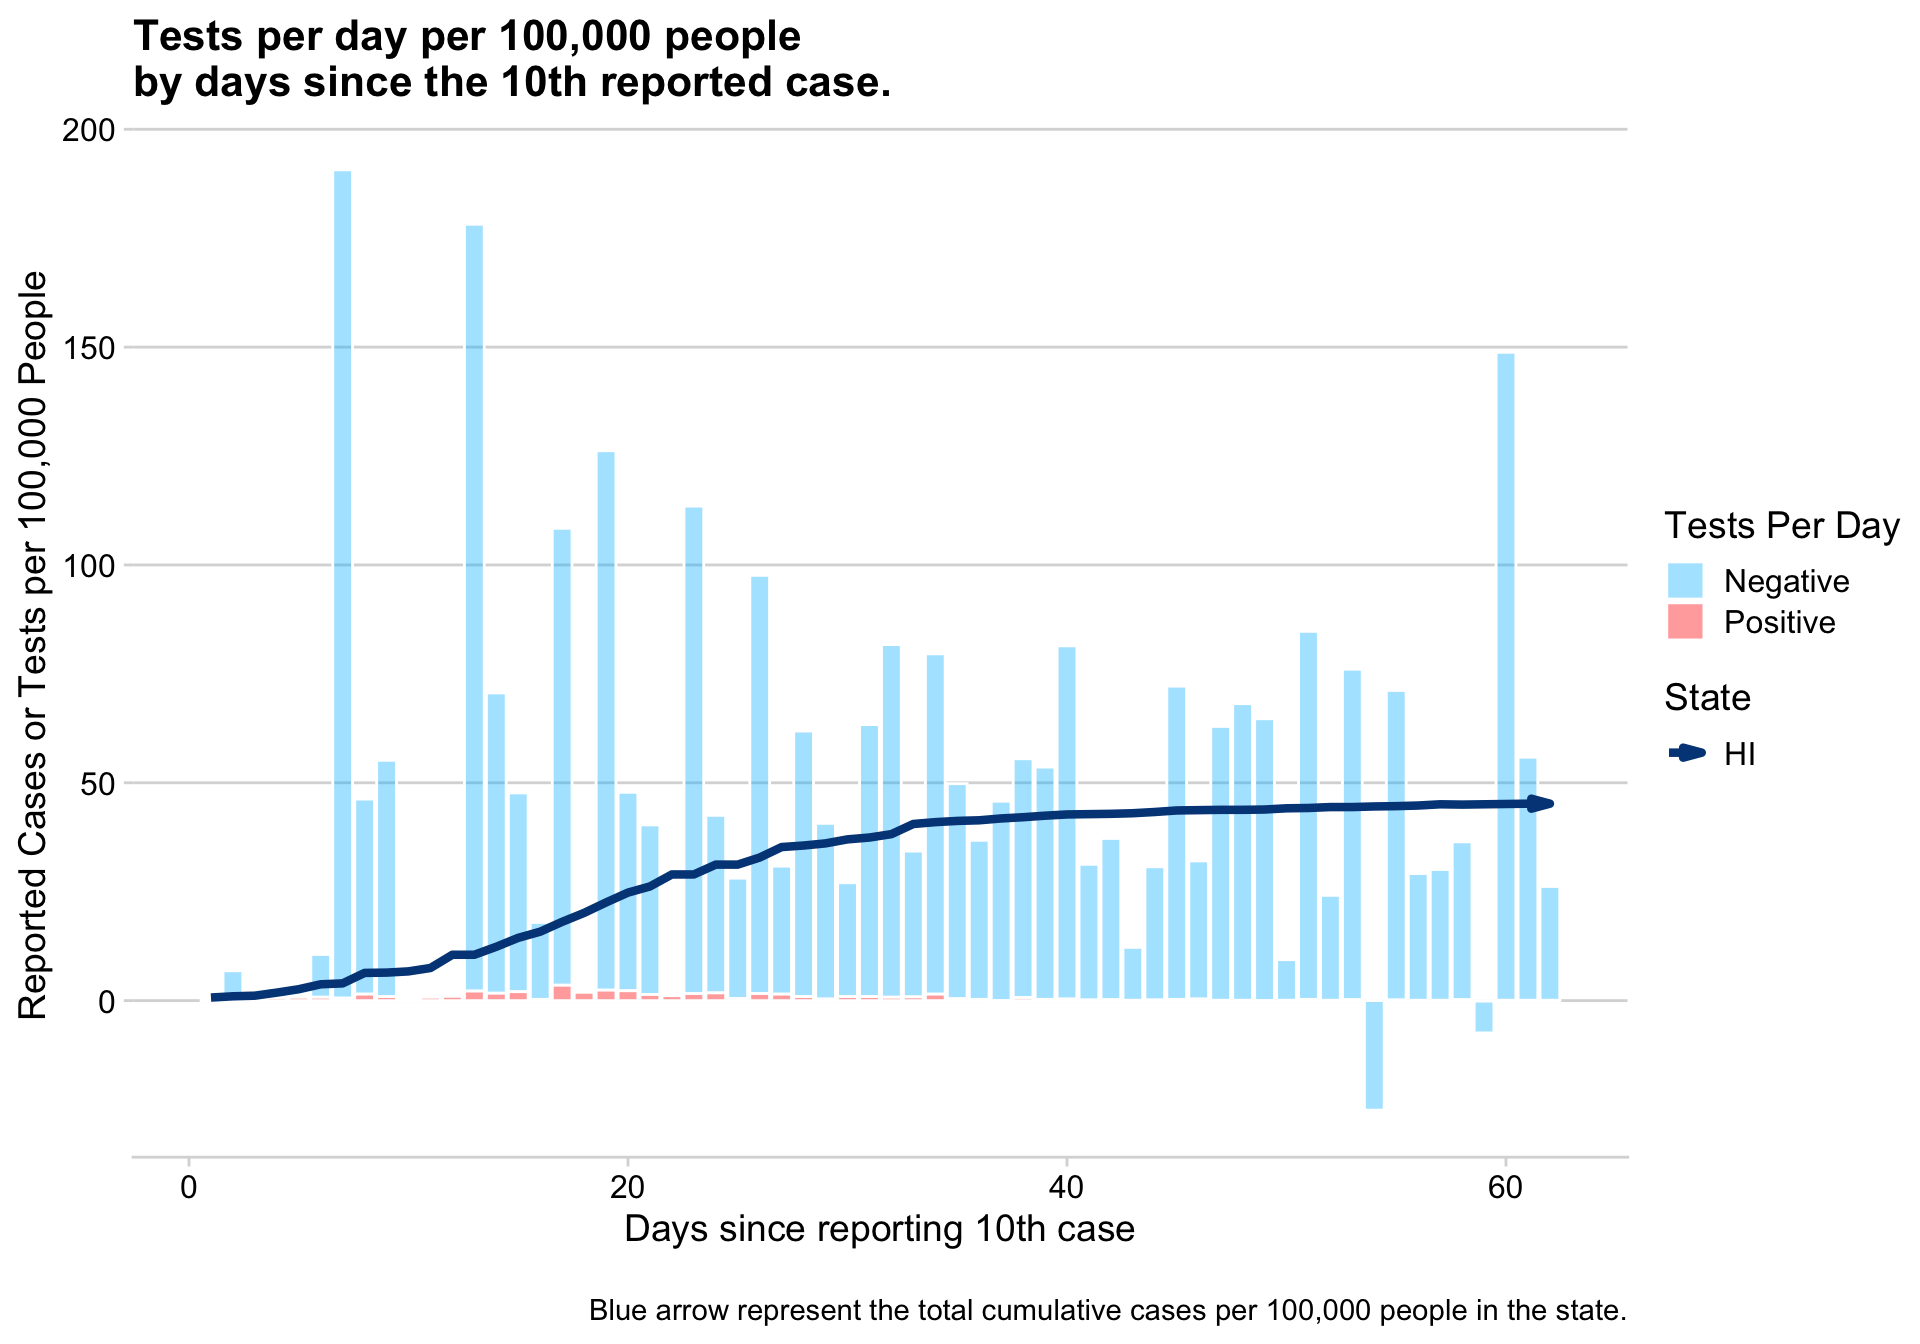 Tests per day per 100,000 people
by days since the 10th reported case.
Reported Cases or Tests per 100,000 People
200
150
100
50
0
0
20
40
60
Days since reporting 10th case
Tests Per Day
Negative
Positive
State
HI
Blue arrow represent the total cumulative cases per 100,000 people in the state.